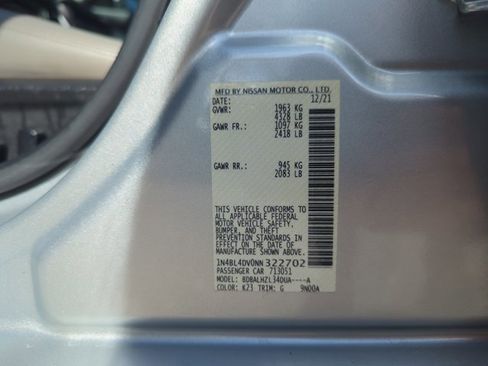 MFD BY NISSAN MOTOR CO., LTD.
DATE: 12/21
GVWR: 1963 KG
4328 LB
GAWR FR.: 1097 KG
2418 LB
GAWR RR.: 945 KG
2083 LB
THIS VEHICLE CONFORMS TO
ALL APPLICABLE FEDERAL
MOTOR VEHICLE SAFETY,
BUMPER, AND THEFT
PREVENTION STANDARDS
IN EFFECT ON THE DATE OF
MANUFACTURE SHOWN ABOVE.
1N4BL4DV0NN322702
PASSENGER CAR 713051
MODEL: BDBALHZL34DUA----A
COLOR: K23 TRIM: G 9N00A